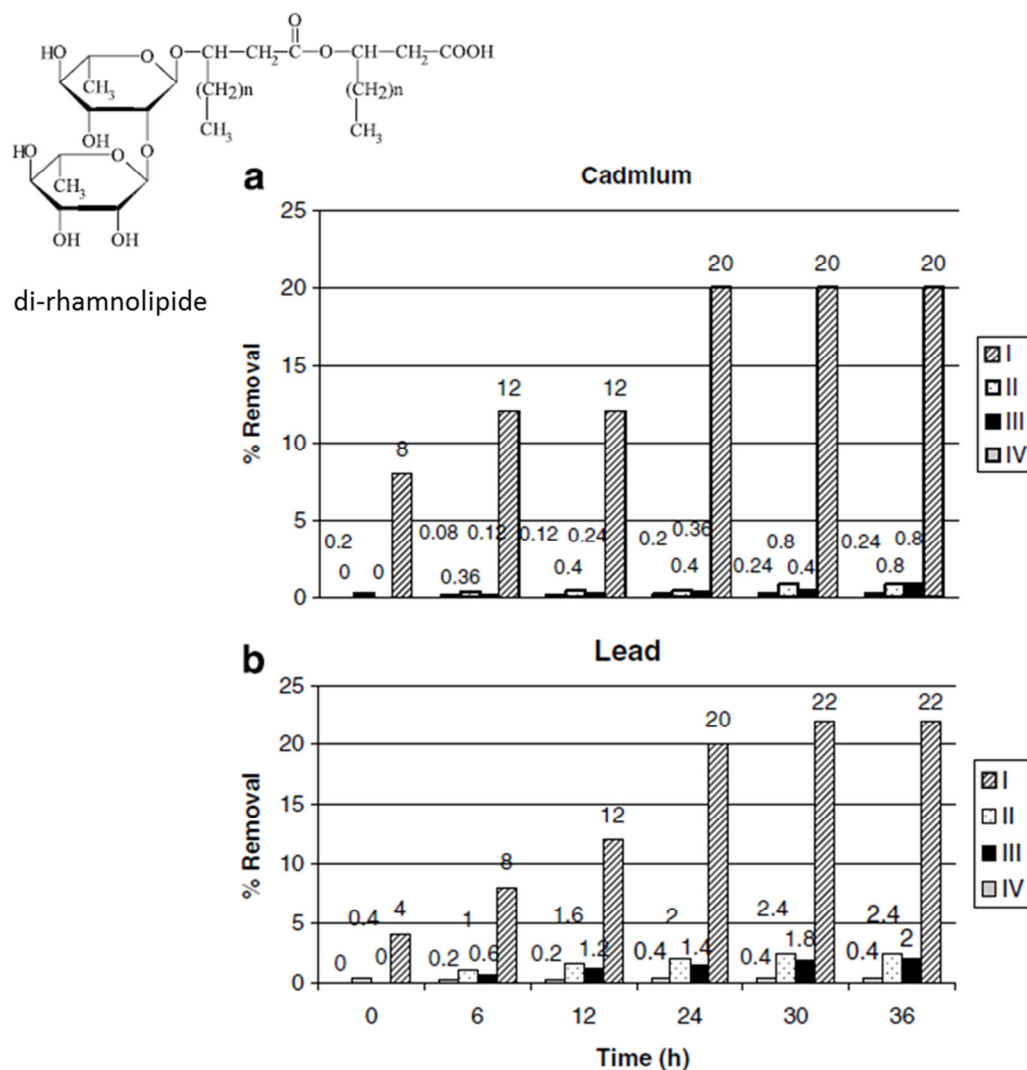 O
HO O O—CH—CH₂—C—O—CH—CH₂—COOH
CH₃ (CH₂)n (CH₂)n
HO CH₃ CH₃
OH O
HO O
CH₃
OH OH
di-rhamnolipide
a
Cadmium
25
20
15
10
5
0
% Removal
0.2 0 0 8
0.08 0.36 0.12 12
0.12 0.4 0.24 12
0.2 0.4 0.36 20
0.24 0.8 0.4 20
0.24 0.8 0.8 20
I
II
III
IV
b
Lead
25
20
15
10
5
0
% Removal
0 0.4 0 4
0.2 1 0.6 8
0.2 1.6 1.2 12
0.4 2 1.4 20
0.4 2.4 1.8 22
0.4 2.4 2 22
I
II
III
IV
0 6 12 24 30 36
Time (h)